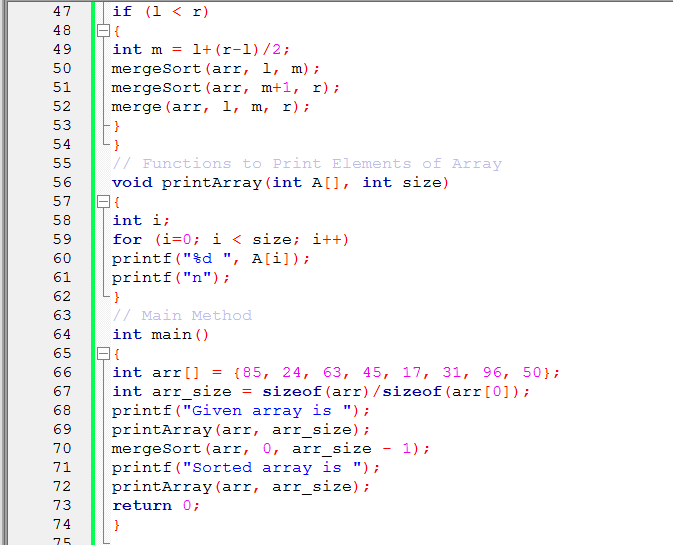 47 if (l < r)
48 {
49 int m = l+(r-l)/2;
50 mergeSort(arr, l, m);
51 mergeSort(arr, m+1, r);
52 merge(arr, l, m, r);
53 }
54 }
55 // Functions to Print Elements of Array
56 void printArray(int A[], int size)
57 {
58 int i;
59 for (i=0; i < size; i++)
60 printf("%d ", A[i]);
61 printf("n");
62 }
63 // Main Method
64 int main()
65 {
66 int arr[] = {85, 24, 63, 45, 17, 31, 96, 50};
67 int arr_size = sizeof(arr)/sizeof(arr[0]);
68 printf("Given array is ");
69 printArray(arr, arr_size);
70 mergeSort(arr, 0, arr_size - 1);
71 printf("Sorted array is ");
72 printArray(arr, arr_size);
73 return 0;
74 }
75